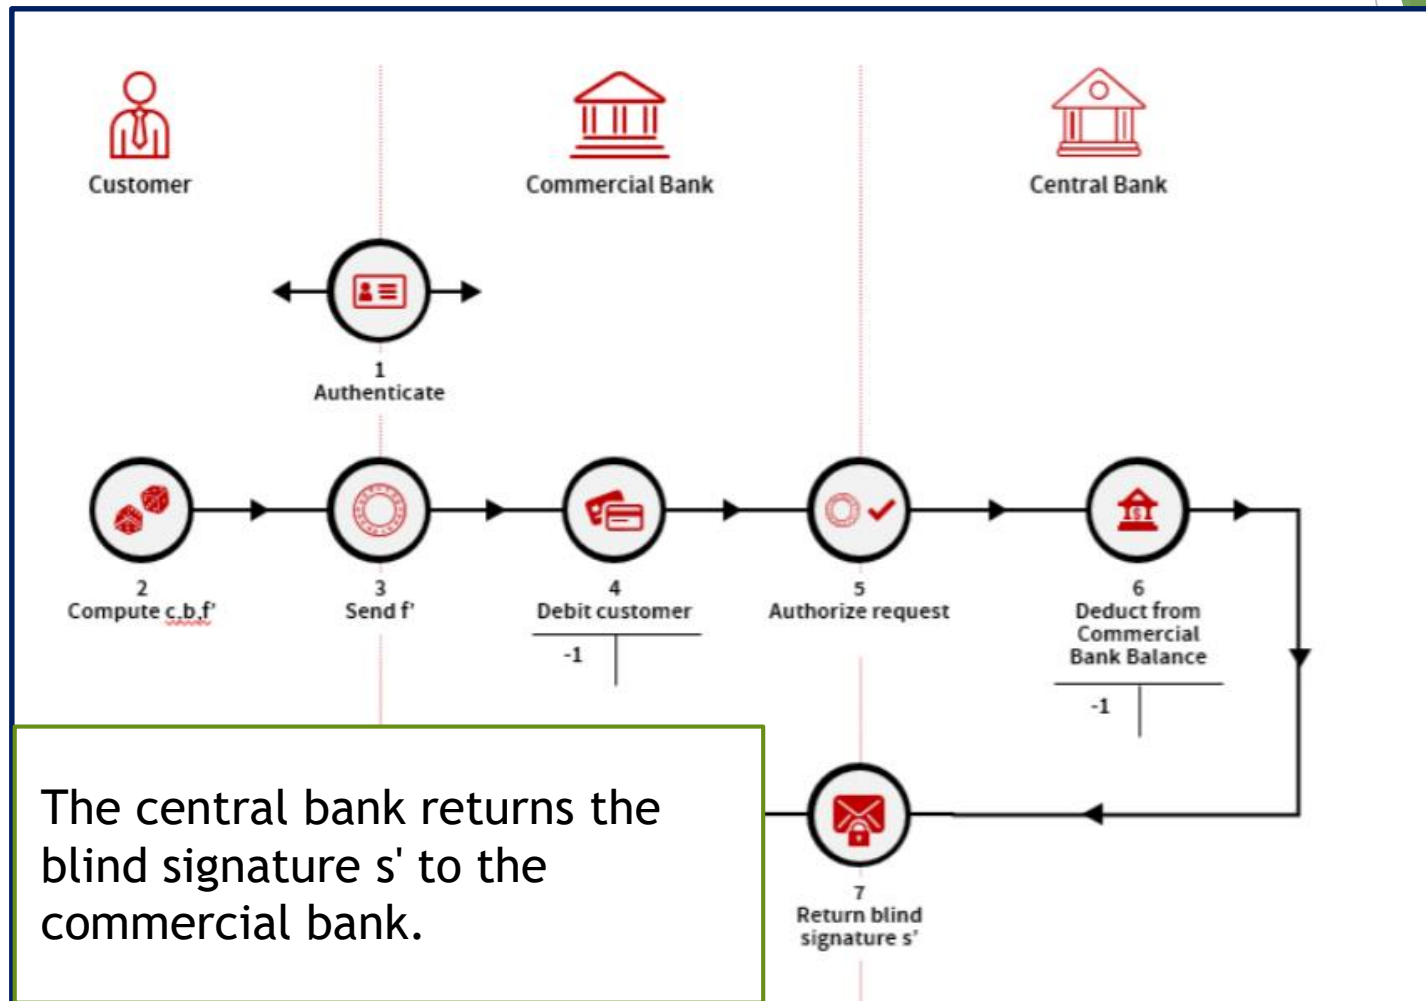 Customer
Commercial Bank
Central Bank
1
Authenticate
2
Compute c,b,f'
3
Send f'
4
Debit customer
-1
5
Authorize request
6
Deduct from
Commercial
Bank Balance
-1
The central bank returns the
blind signature s' to the
commercial bank.
7
Return blind
signature s'